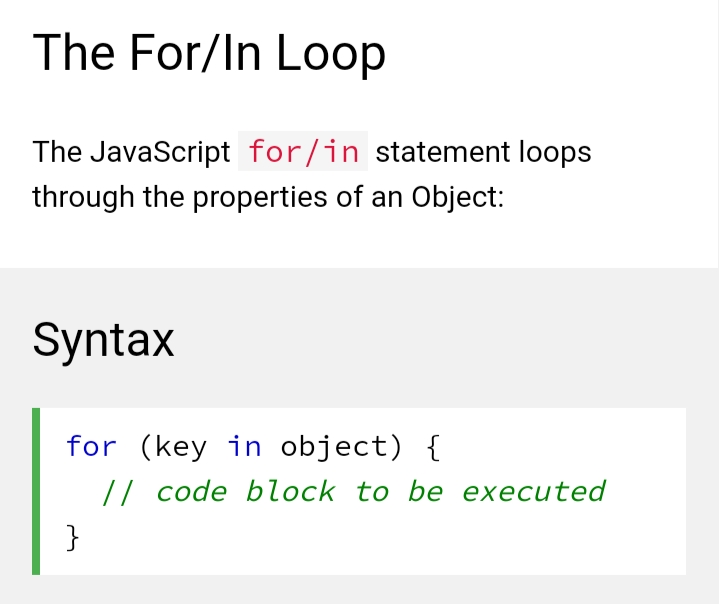 The For/In Loop
The JavaScript for/in statement loops
through the properties of an Object:
Syntax
for (key in object) {
  // code block to be executed
}